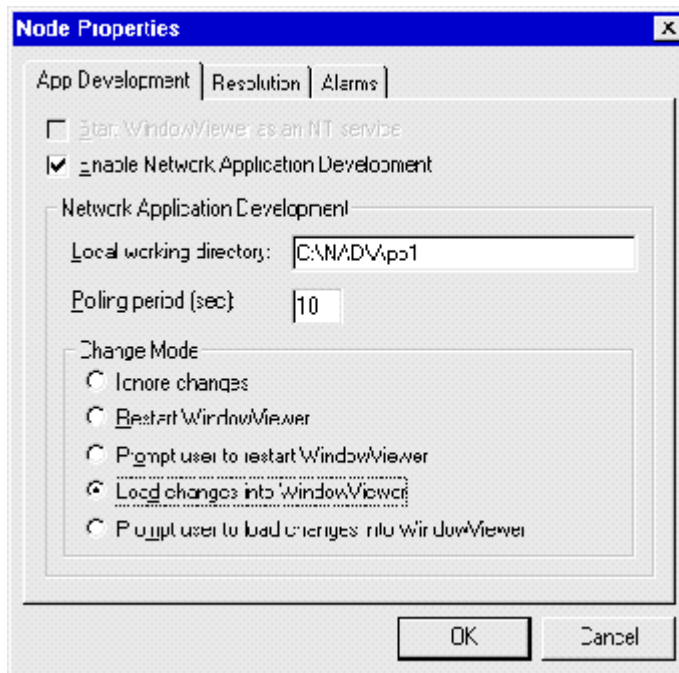 Node Properties
App Development Resolution Alarms
Start WindowViewer as an NT service
Enable Network Application Development
Network Application Development
Local working directory: C:\NAD\App1
Polling period (sec): 10
Change Mode
Ignore changes
Restart WindowViewer
Prompt user to restart WindowViewer
Load changes into WindowViewer
Prompt user to load changes into WindowViewer
OK Cancel